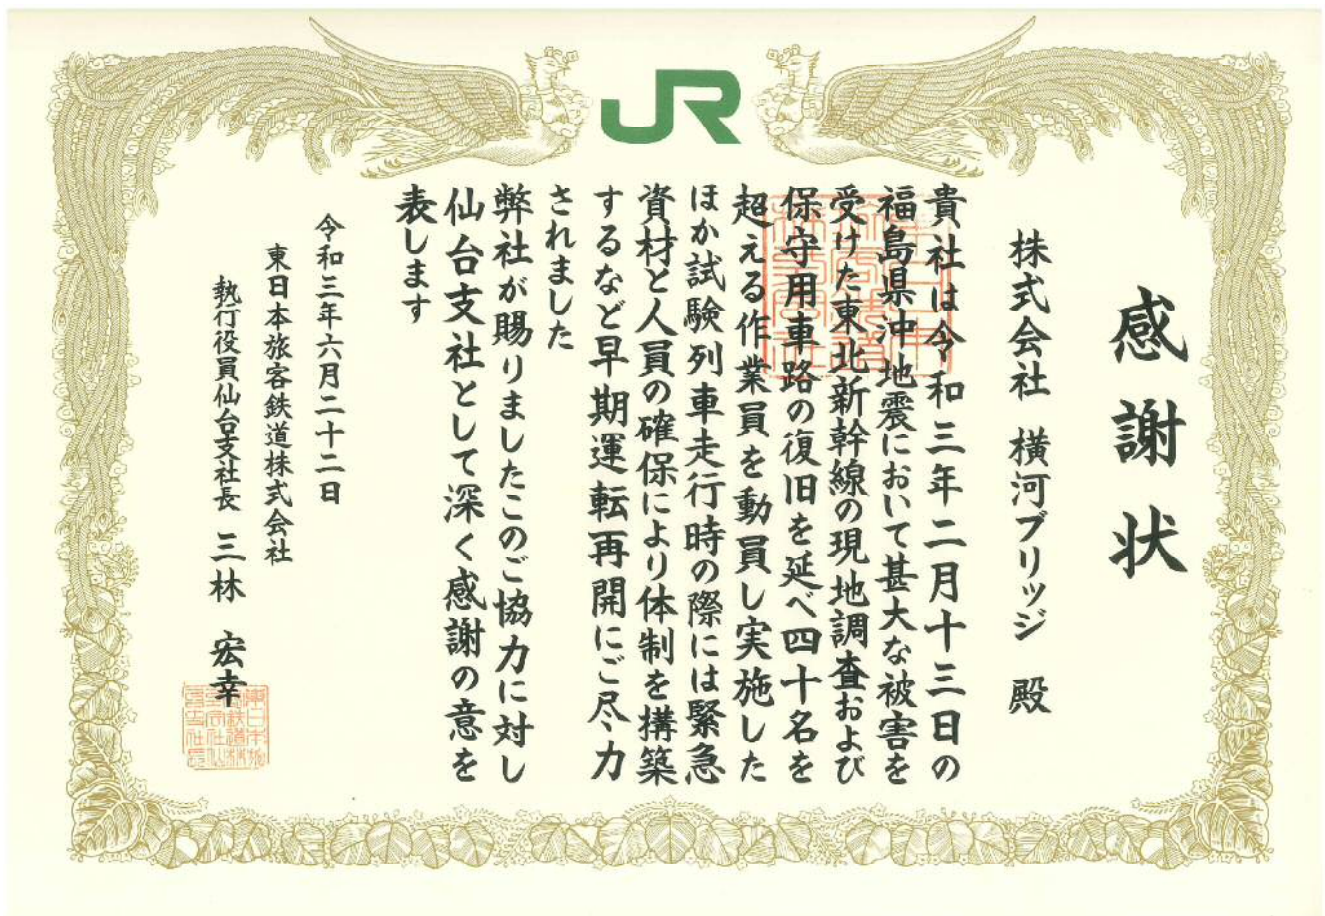 JR
感謝状
株式会社 横河ブリッジ 殿
貴社は令和三年二月十三日の
福島県沖地震において甚大な被害を
受けた東北新幹線の現地調査および
保守用車路の復旧を延べ四十名を
超える作業員を動員し実施した
ほか試験列車走行時の際には緊急
資材と人員の確保により体制を構築
するなど早期運転再開にご尽力
されました
弊社が賜りましたこのご協力に対し
仙台支社として深く感謝の意を
表します
令和三年六月二十二日
東日本旅客鉄道株式会社
執行役員仙台支社長 三林 宏幸